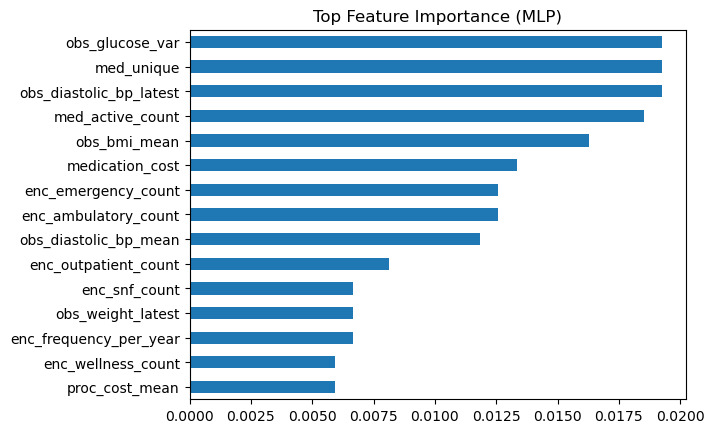 Top Feature Importance (MLP)
obs_glucose_var
med_unique
obs_diastolic_bp_latest
med_active_count
obs_bmi_mean
medication_cost
enc_emergency_count
enc_ambulatory_count
obs_diastolic_bp_mean
enc_outpatient_count
enc_snf_count
obs_weight_latest
enc_frequency_per_year
enc_wellness_count
proc_cost_mean
0.0000 0.0025 0.0050 0.0075 0.0100 0.0125 0.0150 0.0175 0.0200